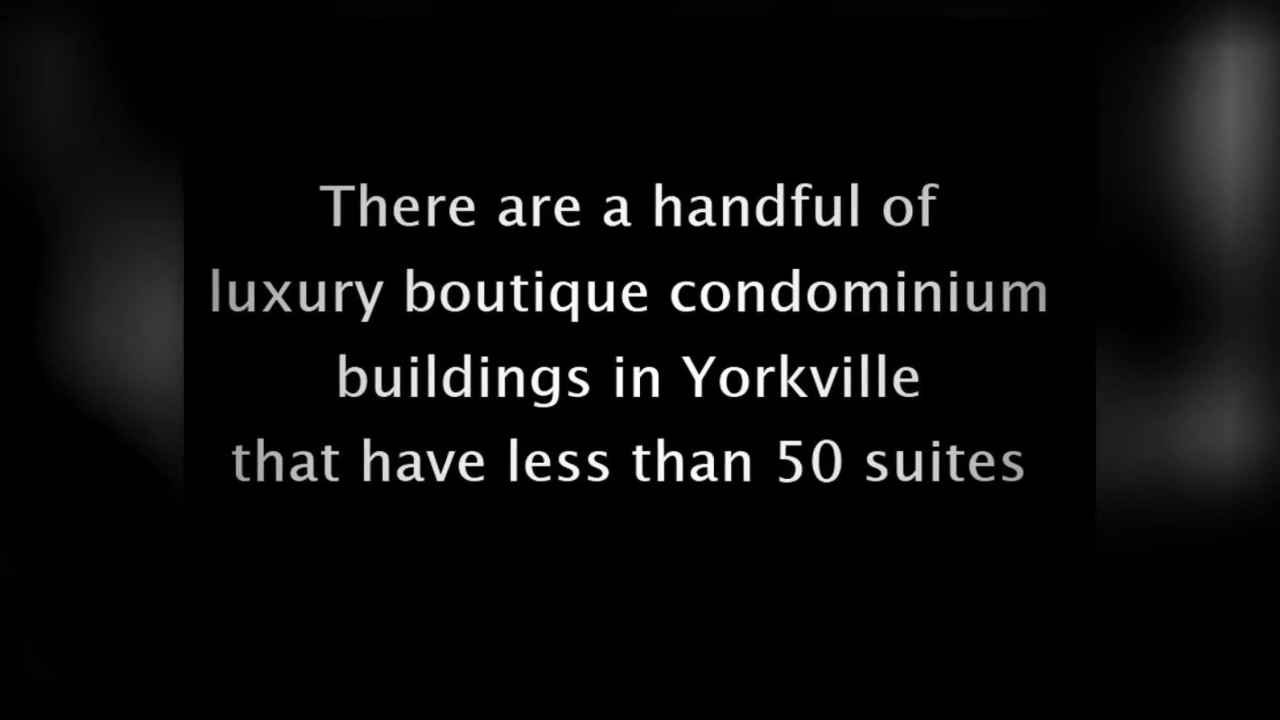 There are a handful of
luxury boutique condominium
buildings in Yorkville
that have less than 50 suites